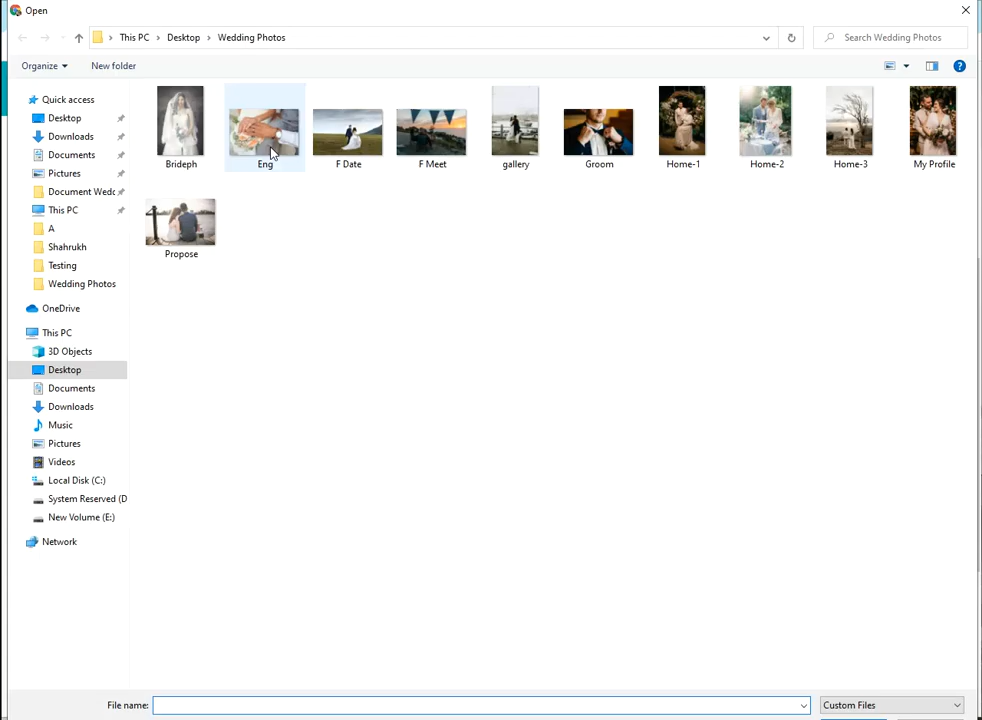 Open
This PC > Desktop > Wedding Photos
Search Wedding Photos
Organize
New folder
Quick access
Desktop
Downloads
Documents
Pictures
Document Wedc
This PC
A
Shahrukh
Testing
Wedding Photos
OneDrive
This PC
3D Objects
Desktop
Documents
Downloads
Music
Pictures
Videos
Local Disk (C:)
System Reserved (D
New Volume (E:)
Network
Brideph
Eng
F Date
F Meet
gallery
Groom
Home-1
Home-2
Home-3
My Profile
Propose
File name:
Custom Files